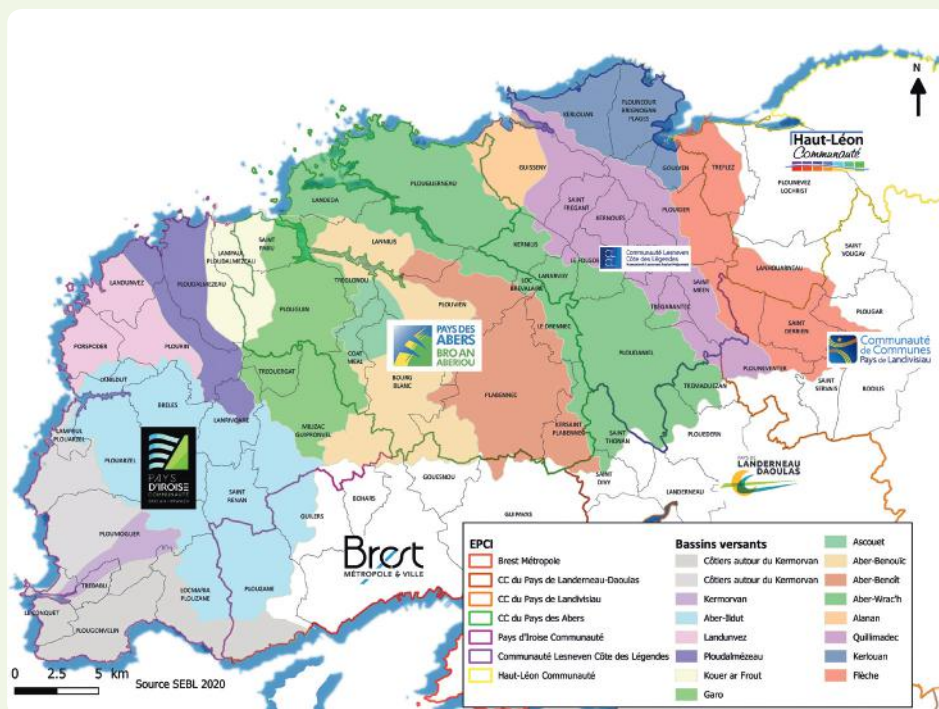 N
KERLOUAN
PLOUNEOUR
BRIGNOGAN
PLAGES
Haut-Léon
Communauté
GUISSENY
GOULVEN
TREFLEZ
PLOUNEVEZ
LOCHRIST
PLOUGUERNEAU
LANDEDA
SAINT
FREGANT
KERNOUES
PLOUIDER
SAINT
VOUGAY
LAMPAUL
PLOUDALMEZEAU
SAINT
PABU
LANNILIS
KERNILIS
LE FOLGOET
Communauté Lesneven
Côte des Légendes
LANDUNVEZ
PLOUDALMEZEAU
TREGLONOU
LANARVILY
LOC
BREVALAIRE
SAINT
MEEN
LANHOUARNEAU
PLOUGUIN
PLOUVIEN
TREGARANTEC
PLOUGAR
PORSPODER
PLOURIN
PAYS DES
ABERS
BRO AN
ABERIOU
LE DRENNEC
SAINT
DERRIEN
COAT
MEAL
PLOUDANIEL
Communauté
de Communes
Pays de Landivisiau
TREOUERGAT
BOURG
BLANC
PLOUNEVENTER
LANILDUT
BRELES
PLABENNEC
TREMAOUEZAN
SAINT
SERVAIS
BODILIS
LAMPAUL
PLOUARZEL
LANRIVOARE
MILIZAC
GUIPRONVEL
KERSAINT
PLABENNEC
SAINT
THONAN
PLOUEDERN
PLOUARZEL
PAYS
D'IROISE
COMMUNAUTÉ
SAINT
RENAN
GOUESNOU
SAINT
DIVY
PAYS DE
LANDERNEAU
DAOULAS
LANDERNEAU
GUILERS
BOHARS
GUIPAVAS
PLOUMOGUER
Brest
MÉTROPOLE & VILLE
TREBABU
LOCMARIA
PLOUZANE
PLOUZANE
LE CONQUET
PLOUGONVELIN
EPCI
Brest Métropole
CC du Pays de Landerneau-Daoulas
CC du Pays de Landivisiau
CC du Pays des Abers
Pays d'Iroise Communauté
Communauté Lesneven Côte des Légendes
Haut-Léon Communauté
Bassins versants
Côtiers autour du Kermorvan
Côtiers autour du Kermorvan
Kermorvan
Aber-Ildut
Landunvez
Ploudalmézeau
Kouer ar Frout
Garo
Ascouet
Aber-Benouïc
Aber-Benoît
Aber-Wrac'h
Alanan
Quillimadec
Kerlouan
Flèche
0 2.5 5 km
Source SEBL 2020